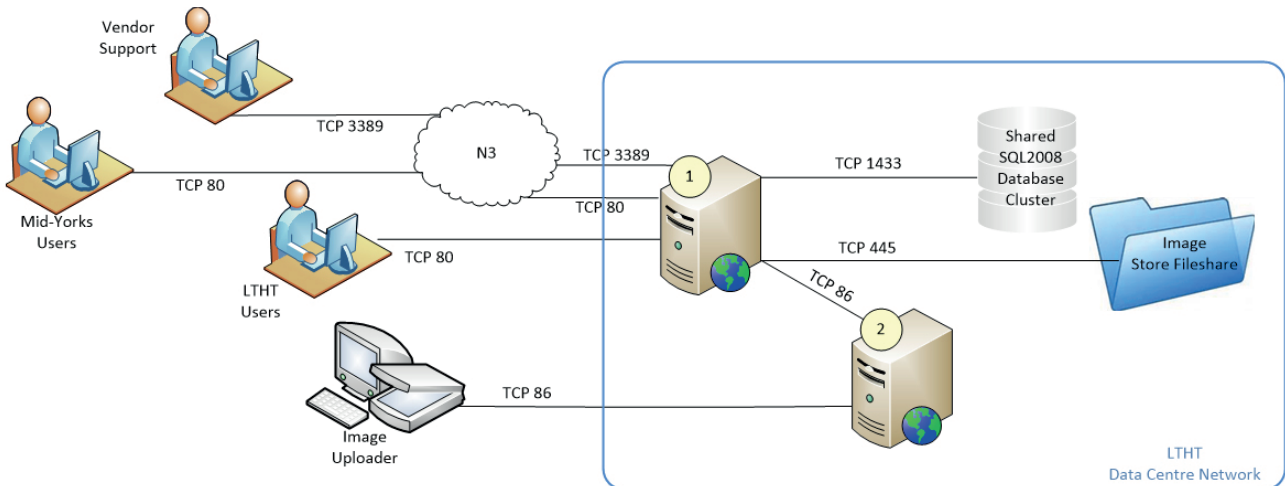 Vendor
Support
TCP 3389
N3
TCP 3389
TCP 80
Mid-Yorks
Users
TCP 80
TCP 80
LTHT
Users
1
TCP 1433
Shared
SQL2008
Database
Cluster
TCP 445
Image
Store Fileshare
TCP 86
2
TCP 86
Image
Uploader
LTHT
Data Centre Network